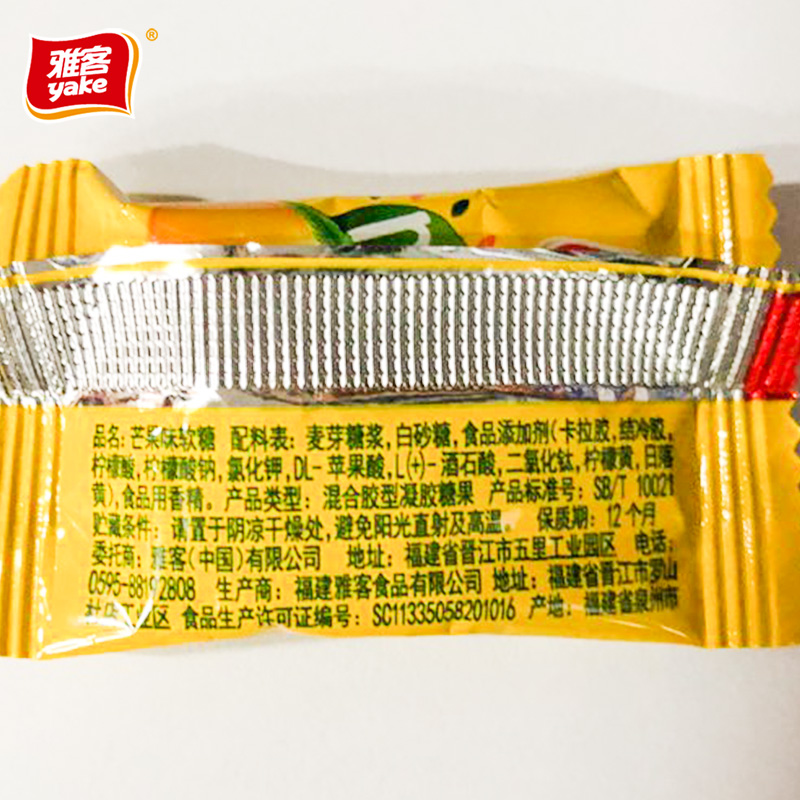 雅客
yake
®
品名: 芒果味软糖 配料表: 麦芽糖浆, 白砂糖, 食品添加剂(卡拉胶, 结冷胶,
柠檬酸, 柠檬酸钠, 氯化钾, DL-苹果酸, L(+)-酒石酸, 二氧化钛, 柠檬黄, 日落
黄), 食品用香精。 产品类型: 混合胶型凝胶糖果 产品标准号: SB/T 10021
贮藏条件: 请置于阴凉干燥处, 避免阳光直射及高温。 保质期: 12个月
委托商: 雅客(中国)有限公司 地址: 福建省晋江市五里工业园区 电话:
0595-88192808 生产商: 福建雅客食品有限公司 地址: 福建省晋江市罗山
工业区 食品生产许可证编号: SC11335058201016 产地: 福建省泉州市